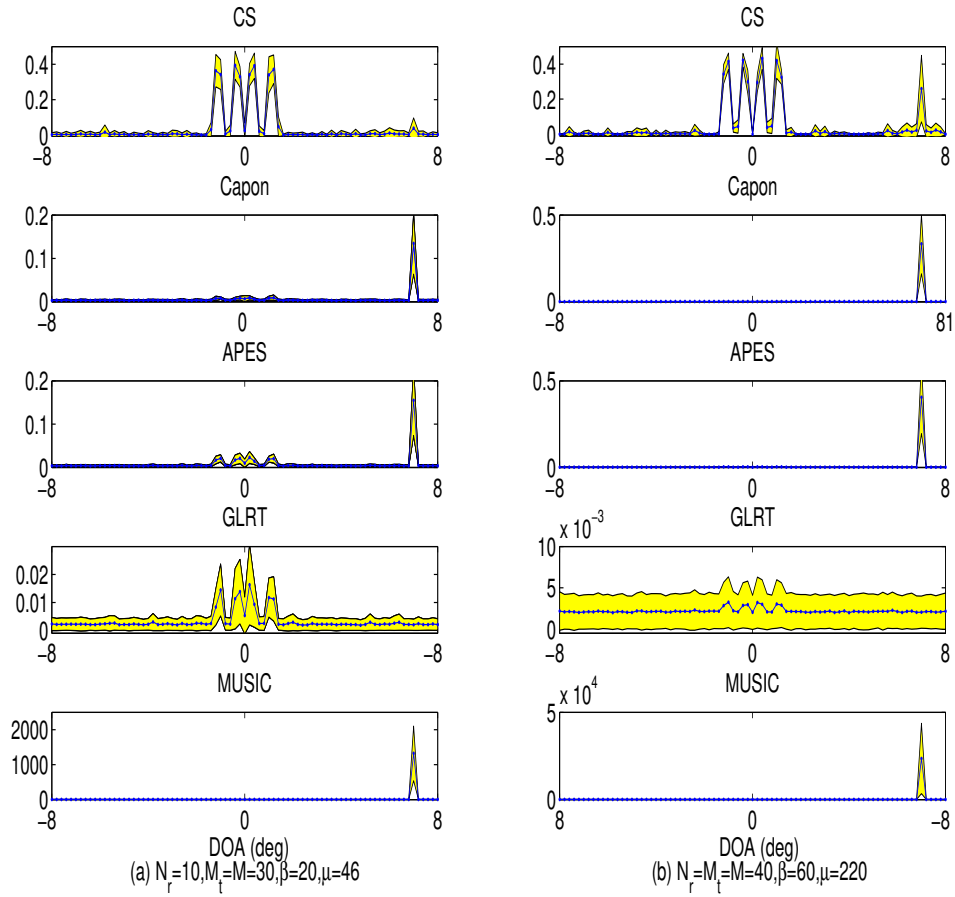 CS
0.4
0.2
0
−8 0 8
Capon
0.2
0.1
0
−8 0 8
APES
0.2
0.1
0
−8 0 8
GLRT
0.02
0.01
0
−8 0 −8
MUSIC
2000
1000
0
−8 0 8
DOA (deg)
(a) N_r=10,M_t=M=30,β=20,μ=46
CS
0.4
0.2
0
−8 0 8
Capon
0.5
0
−8 0 81
APES
0.5
0
−8 0 8
GLRT
x 10^−3
10
5
0
−8 0 8
MUSIC
x 10^4
5
0
8 0 −8
DOA (deg)
(b) N_r=M_t=M=40,β=60,μ=220